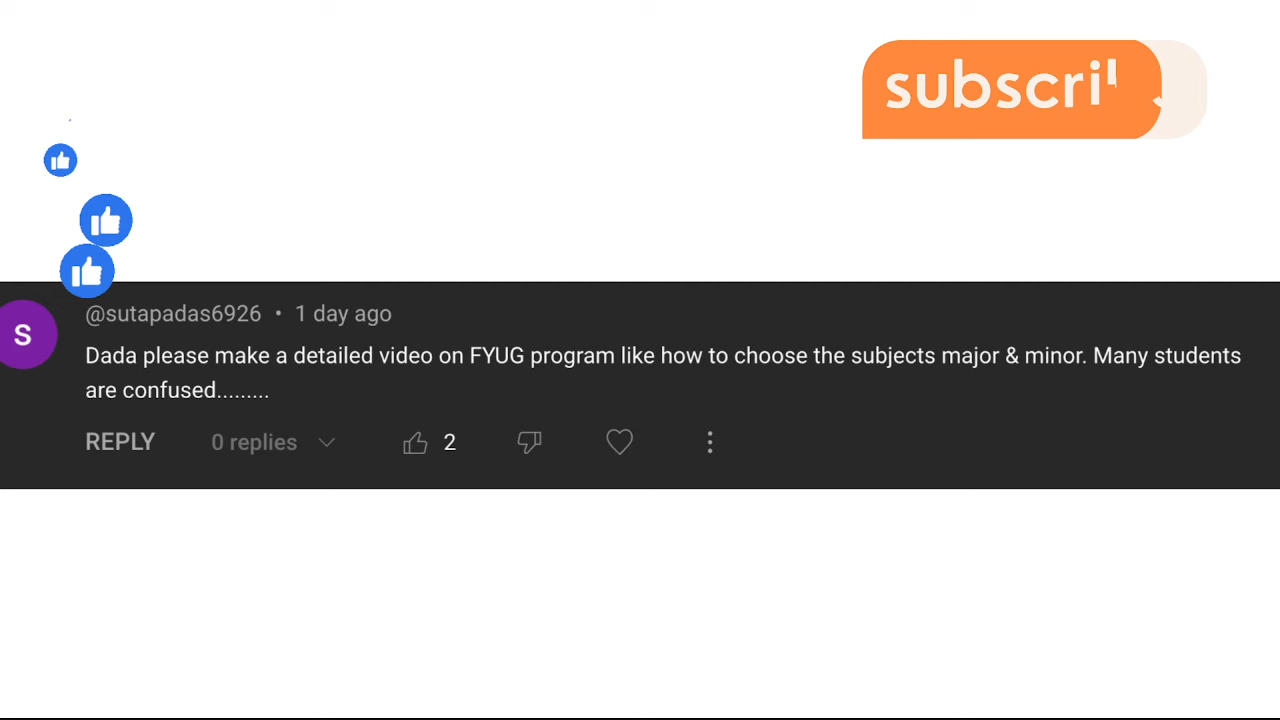 subscri
@sutapadas6926 • 1 day ago
S
Dada please make a detailed video on FYUG program like how to choose the subjects major & minor. Many students
are confused.........
REPLY 0 replies 2